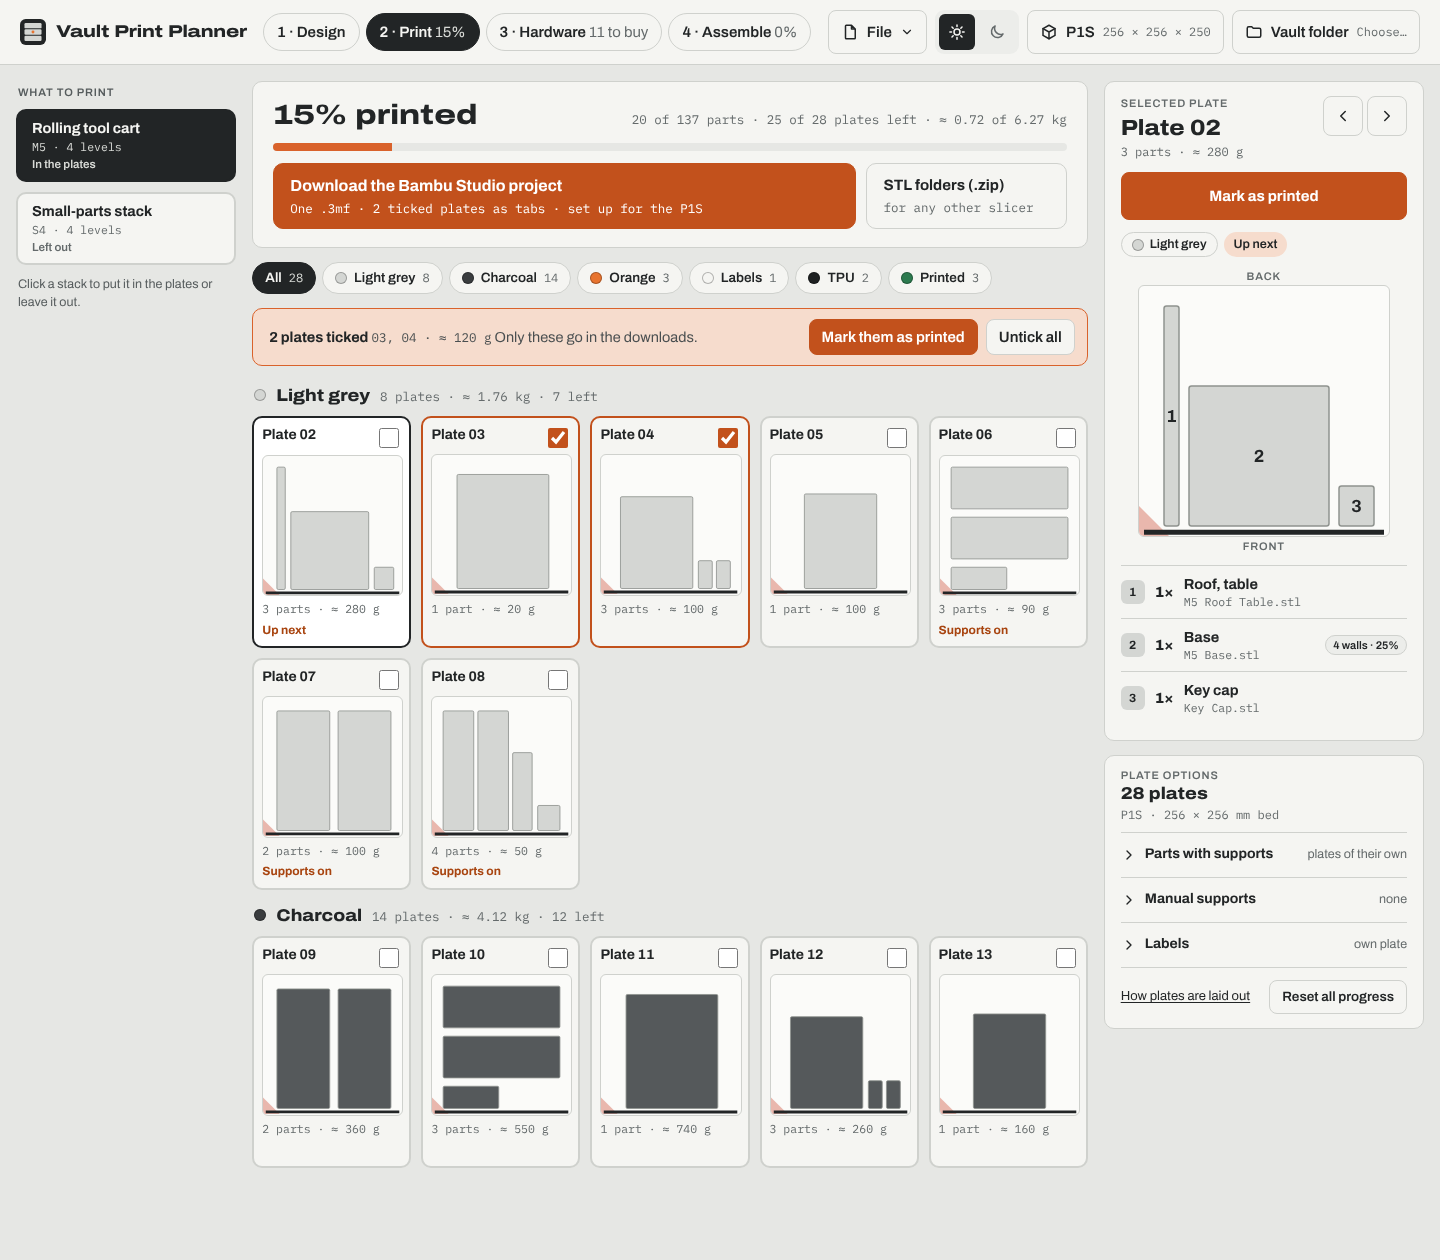 Vault Print Planner
1 · Design
2 · Print 15%
3 · Hardware 11 to buy
4 · Assemble 0%
File
P1S 256 × 256 × 250
Vault folder Choose…
WHAT TO PRINT
Rolling tool cart
M5 · 4 levels
In the plates
Small-parts stack
S4 · 4 levels
Left out
Click a stack to put it in the plates or
leave it out.
15% printed
20 of 137 parts · 25 of 28 plates left · ≈ 0.72 of 6.27 kg
Download the Bambu Studio project
One .3mf · 2 ticked plates as tabs · set up for the P1S
STL folders (.zip)
for any other slicer
All 28
Light grey 8
Charcoal 14
Orange 3
Labels 1
TPU 2
Printed 3
2 plates ticked 03, 04 · ≈ 120 g Only these go in the downloads.
Mark them as printed
Untick all
Light grey 8 plates · ≈ 1.76 kg · 7 left
Plate 02
3 parts · ≈ 280 g
Up next
Plate 03
1 part · ≈ 20 g
Plate 04
3 parts · ≈ 100 g
Plate 05
1 part · ≈ 100 g
Plate 06
3 parts · ≈ 90 g
Supports on
Plate 07
2 parts · ≈ 100 g
Supports on
Plate 08
4 parts · ≈ 50 g
Supports on
Charcoal 14 plates · ≈ 4.12 kg · 12 left
Plate 09
2 parts · ≈ 360 g
Plate 10
3 parts · ≈ 550 g
Plate 11
1 part · ≈ 740 g
Plate 12
3 parts · ≈ 260 g
Plate 13
1 part · ≈ 160 g
SELECTED PLATE
Plate 02
3 parts · ≈ 280 g
Mark as printed
Light grey
Up next
BACK
1
2
3
FRONT
1 1× Roof, table
M5 Roof Table.stl
2 1× Base
M5 Base.stl
4 walls · 25%
3 1× Key cap
Key Cap.stl
PLATE OPTIONS
28 plates
P1S · 256 × 256 mm bed
Parts with supports plates of their own
Manual supports none
Labels own plate
How plates are laid out
Reset all progress